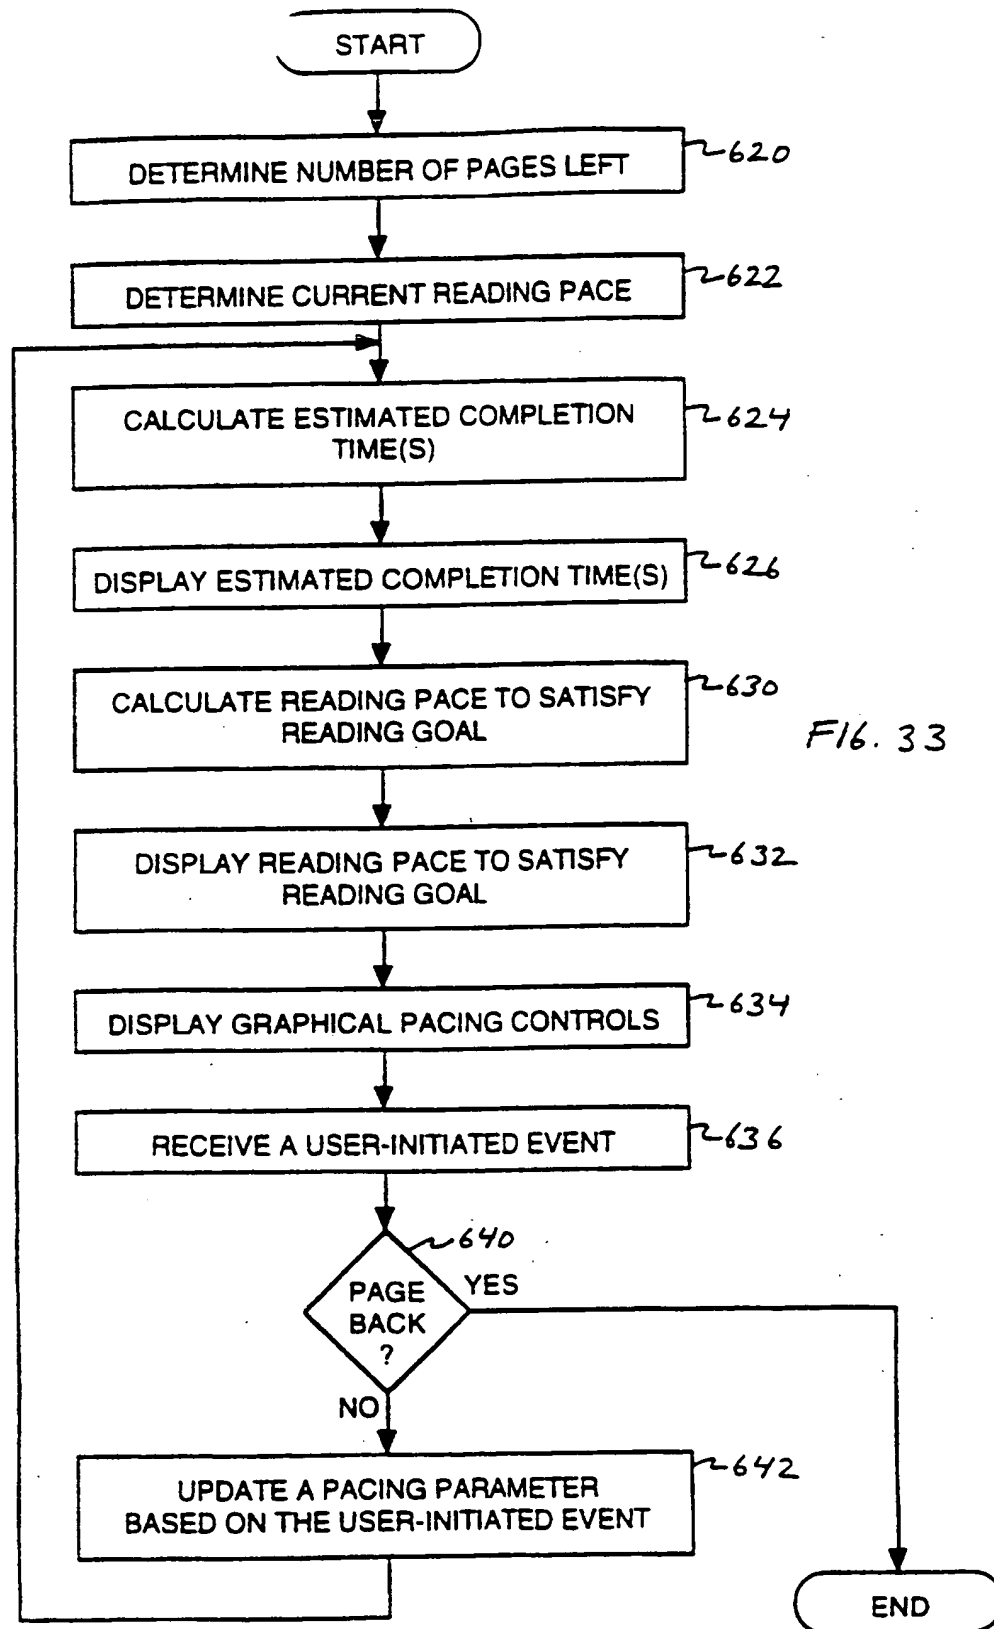 START
DETERMINE NUMBER OF PAGES LEFT
620
DETERMINE CURRENT READING PACE
622
CALCULATE ESTIMATED COMPLETION
TIME(S)
624
DISPLAY ESTIMATED COMPLETION TIME(S)
626
CALCULATE READING PACE TO SATISFY
READING GOAL
630
FIG. 33
DISPLAY READING PACE TO SATISFY
READING GOAL
632
DISPLAY GRAPHICAL PACING CONTROLS
634
RECEIVE A USER-INITIATED EVENT
636
640
PAGE
BACK
?
YES
NO
UPDATE A PACING PARAMETER
BASED ON THE USER-INITIATED EVENT
642
END